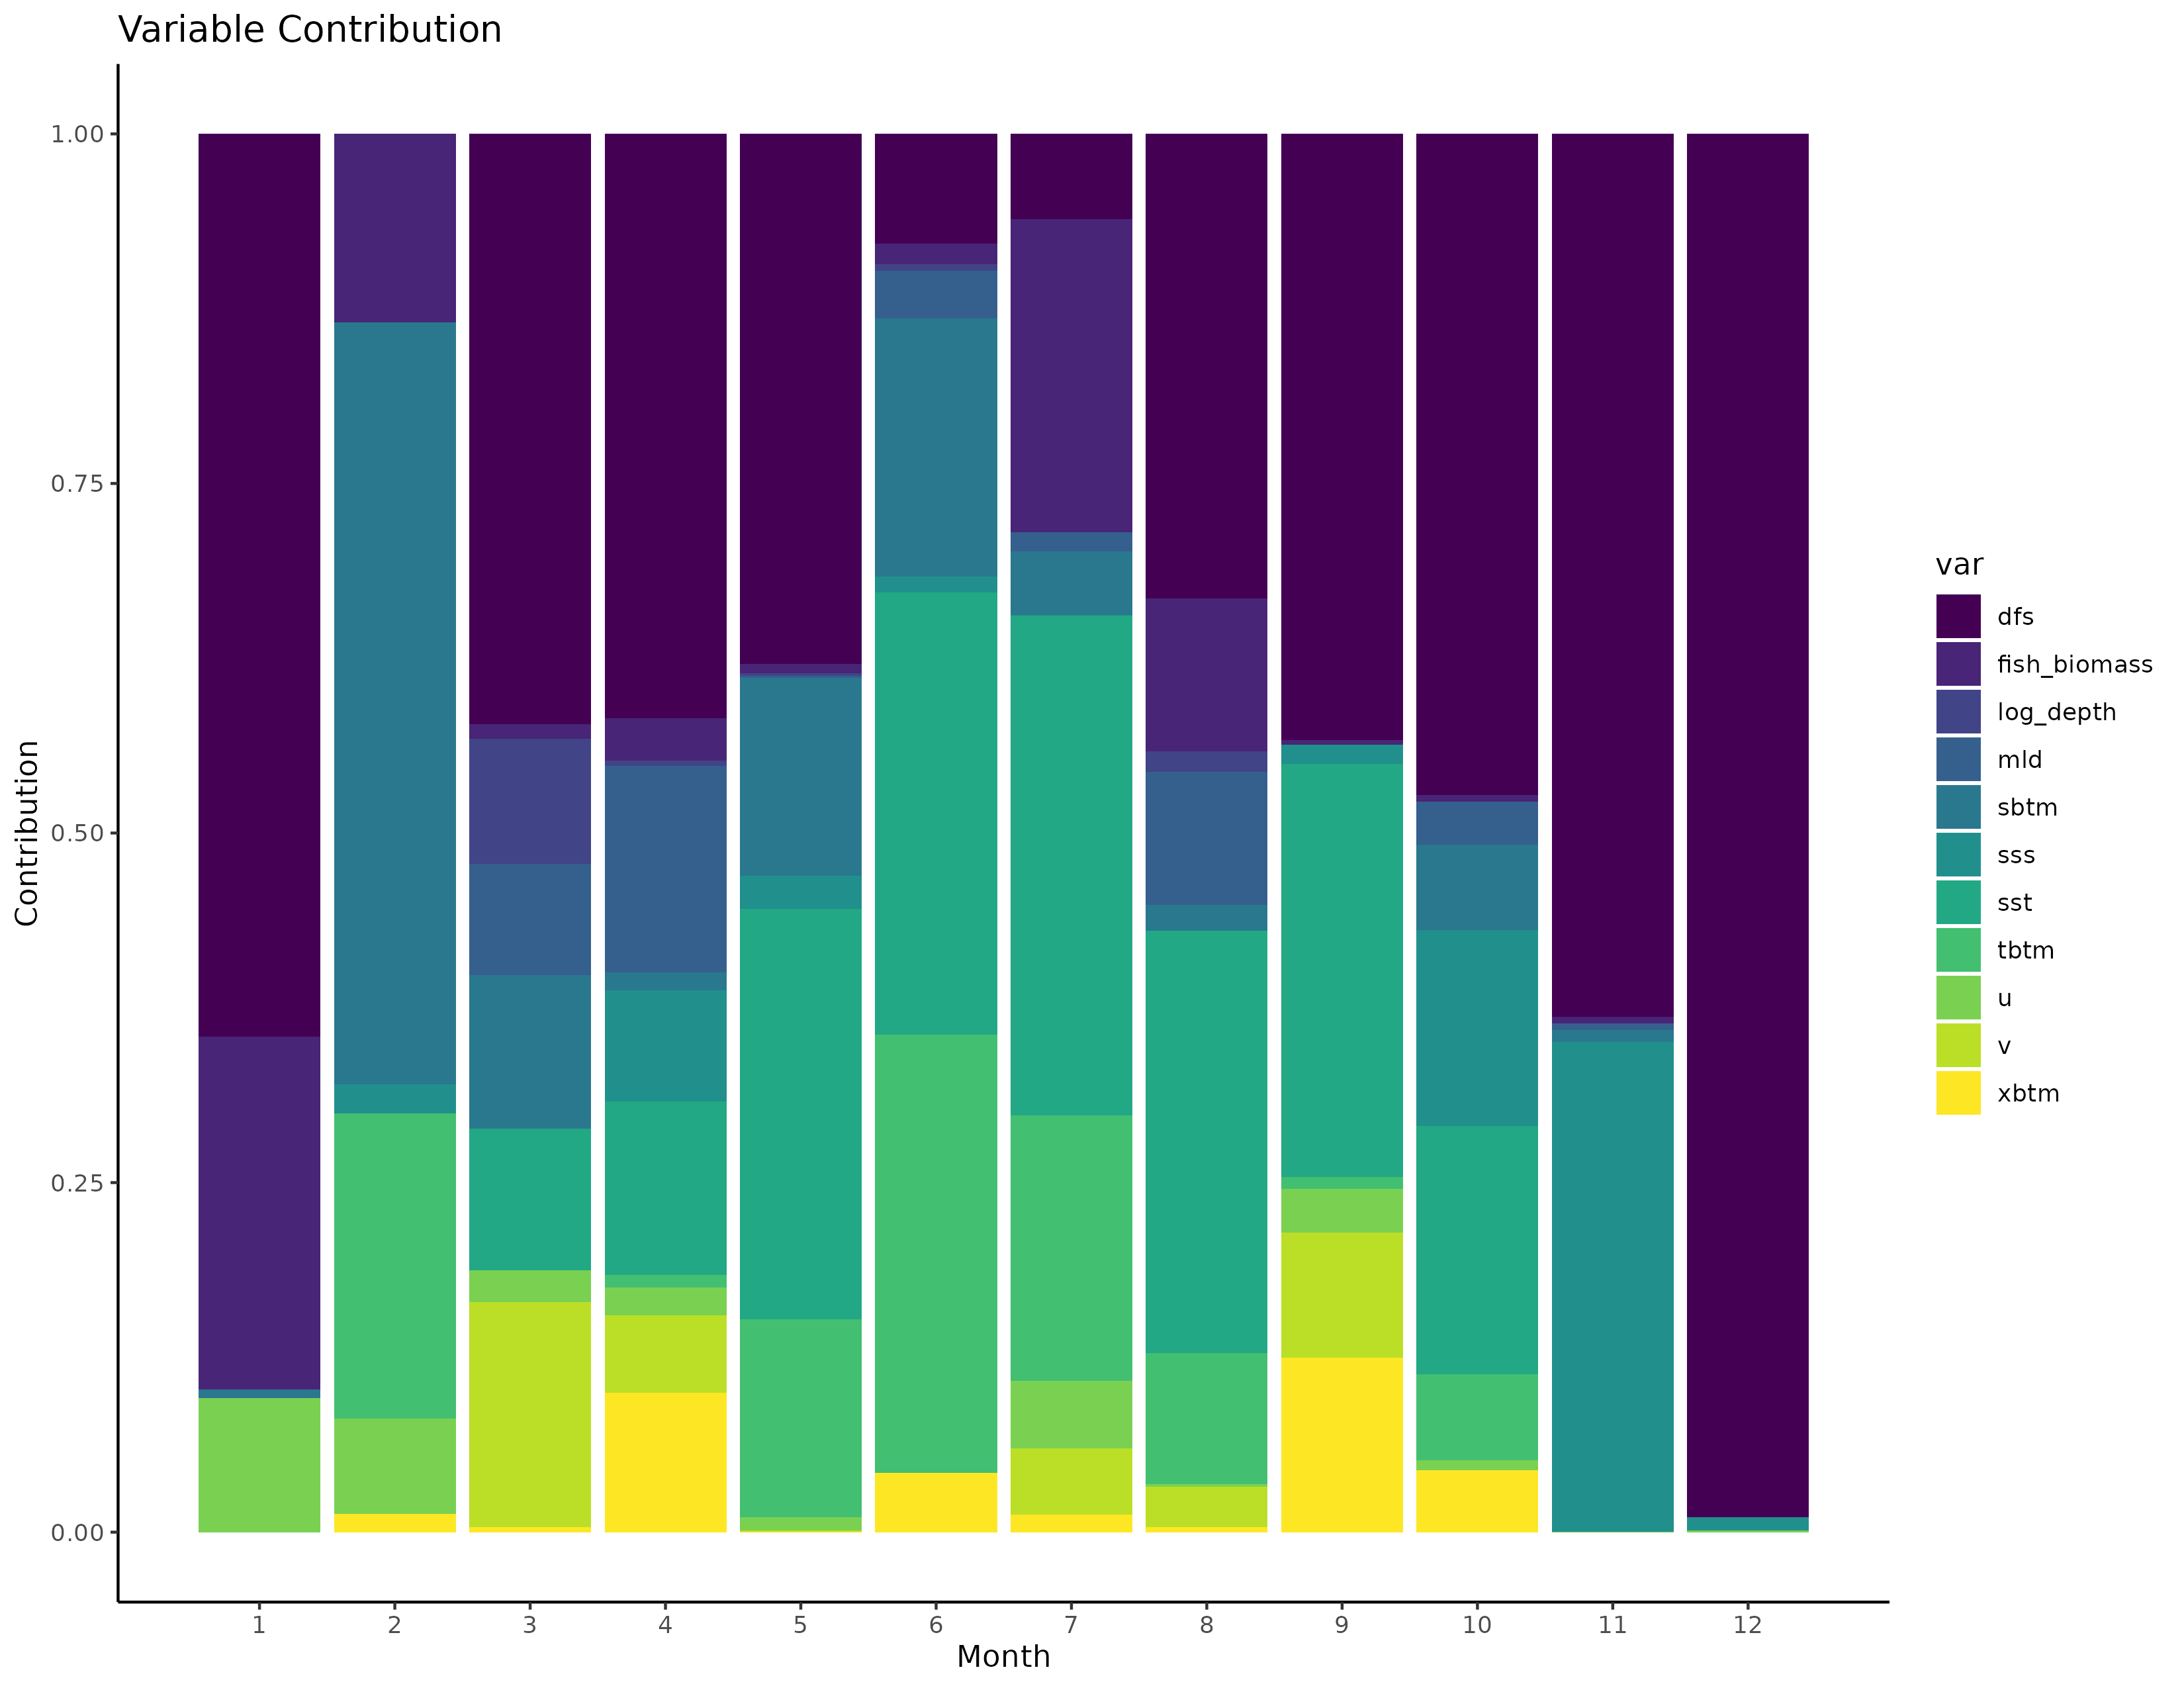 Variable Contribution
Contribution
1.00
0.75
0.50
0.25
0.00
1 2 3 4 5 6 7 8 9 10 11 12
Month
var
dfs
fish_biomass
log_depth
mld
sbtm
sss
sst
tbtm
u
v
xbtm